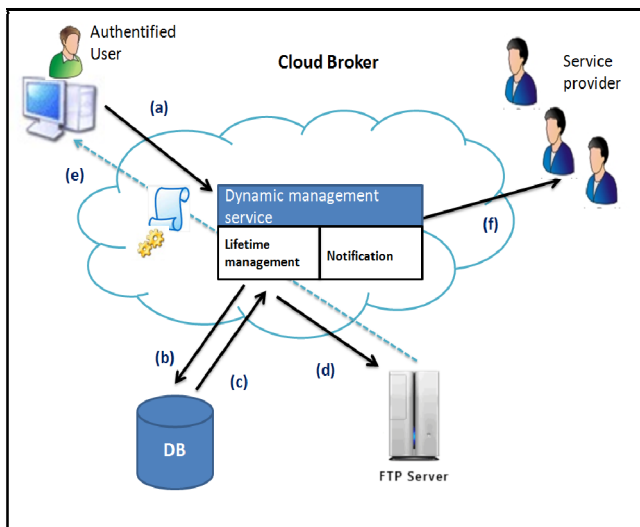 Authentified
User
Cloud Broker
Service
provider
(a)
(e)
Dynamic management
service
Lifetime
management
Notification
(f)
(b)
(c)
(d)
DB
FTP Server